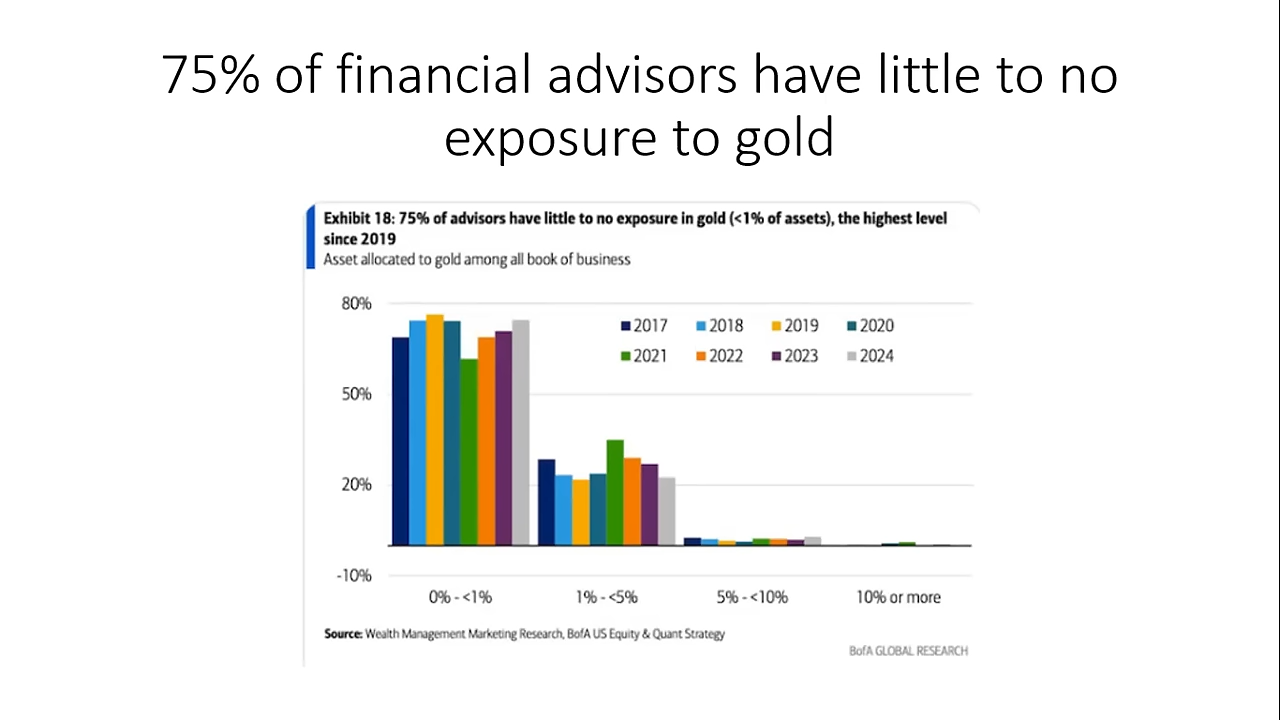 75% of financial advisors have little to no
exposure to gold
Exhibit 18: 75% of advisors have little to no exposure in gold (<1% of assets), the highest level
since 2019
Asset allocated to gold among all book of business
80%
2017 2018 2019 2020
2021 2022 2023 2024
50%
20%
-10%
0% - <1% 1% - <5% 5% - <10% 10% or more
Source: Wealth Management Marketing Research, BofA US Equity & Quant Strategy
BofA GLOBAL RESEARCH